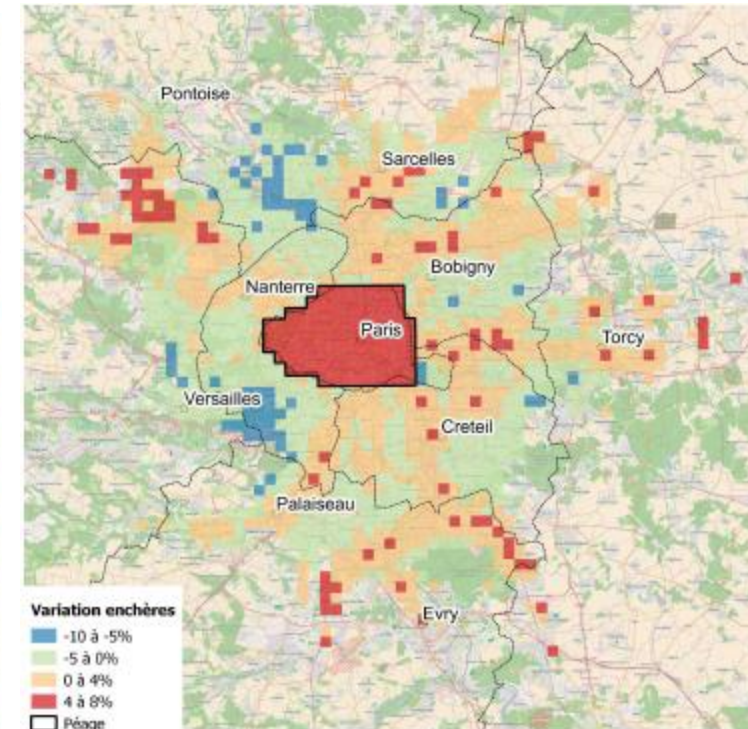 Pontoise
Sarcelles
Bobigny
Nanterre
Paris
Torcy
Versailles
Creteil
Palaiseau
Evry
Variation enchères
-10 à -5%
-5 à 0%
0 à 4%
4 à 8%
Péage